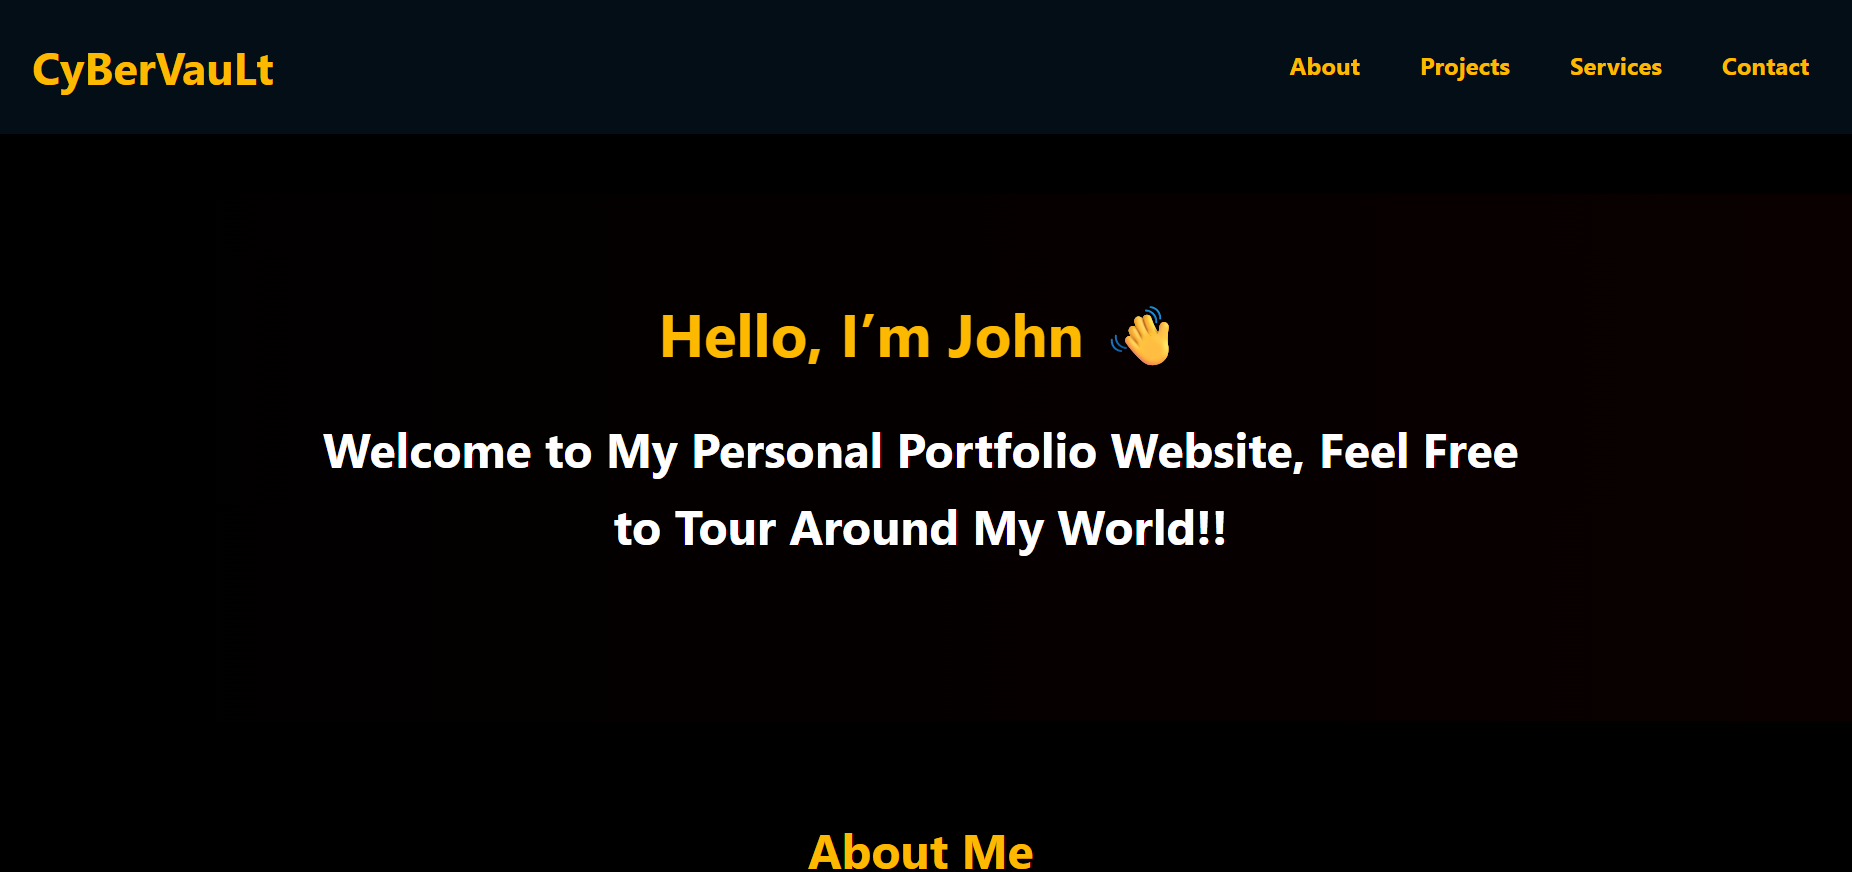 CyBerVauLt
About
Projects
Services
Contact
Hello, I’m John 👋
Welcome to My Personal Portfolio Website, Feel Free
to Tour Around My World!!
About Me